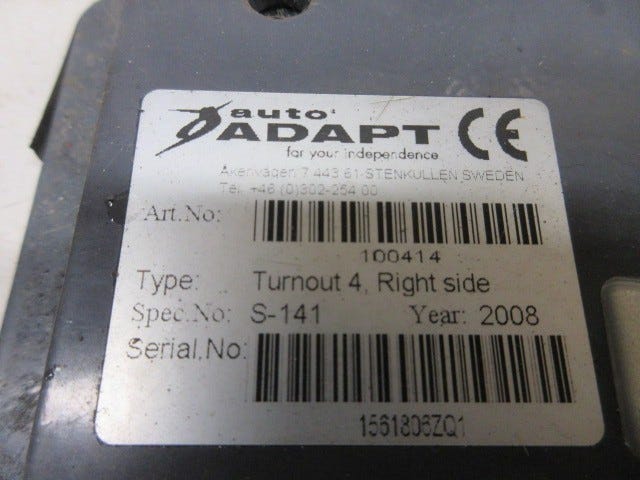 auto
ADAPT CE
for your independence
Åkerivägen 7 443 61 STENKULLEN SWEDEN
Tel. +46 (0)302-254 00
Art.No:
100414
Type: Turnout 4, Right side
Spec.No: S-141 Year: 2008
Serial.No:
1561806ZQ1